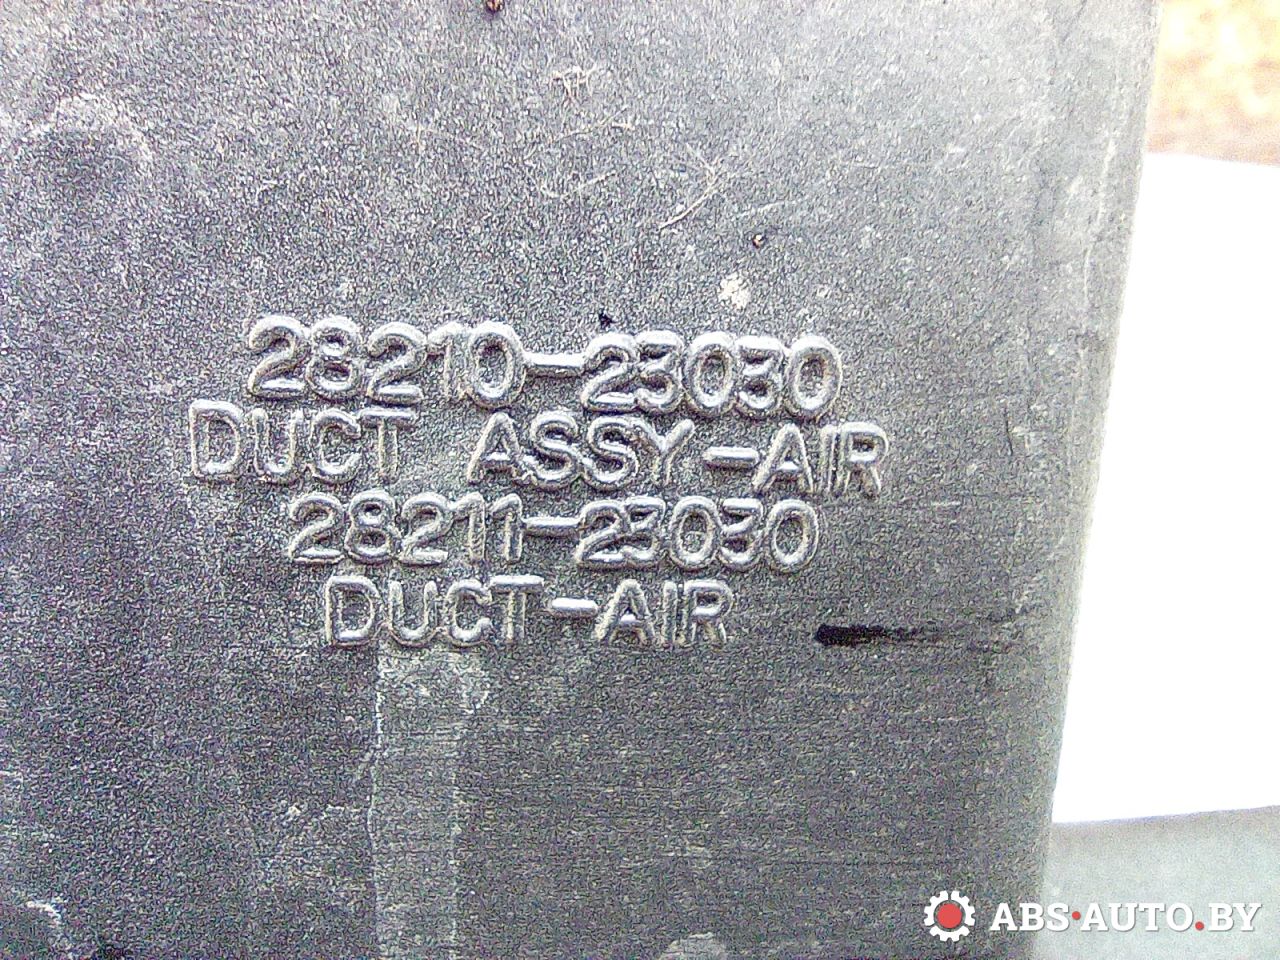 28210-23030
DUCT ASSY-AIR
28211-23030
DUCT-AIR
ABS·AUTO.BY